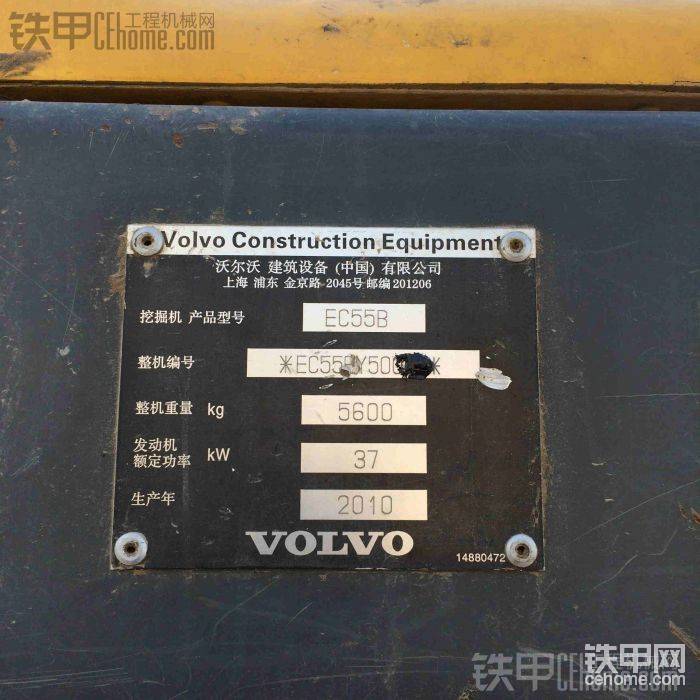 铁甲 工程机械网
CEhome.com
Volvo Construction Equipment
沃尔沃 建筑设备 (中国) 有限公司
上海 浦东 金京路 2045号 邮编 201206
挖掘机 产品型号 EC55B
整机编号
整机重量 kg 5600
发动机
额定功率 kW 37
生产年 2010
VOLVO
14880472
铁甲 CEhome.com
铁甲网
cehome.com